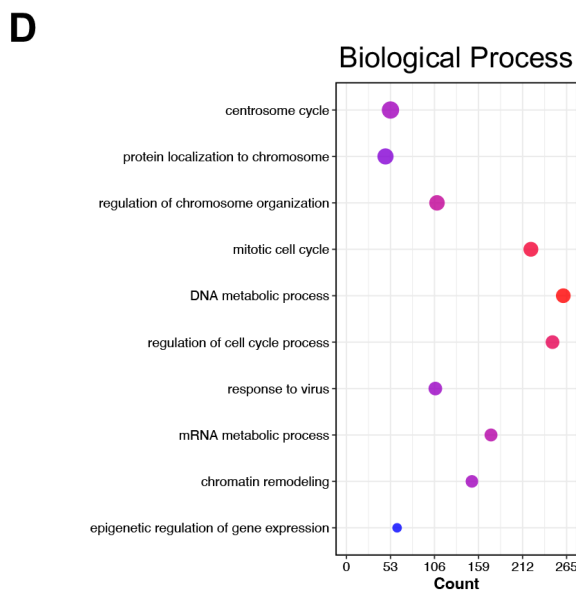 D
Biological Process
centrosome cycle
protein localization to chromosome
regulation of chromosome organization
mitotic cell cycle
DNA metabolic process
regulation of cell cycle process
response to virus
mRNA metabolic process
chromatin remodeling
epigenetic regulation of gene expression
0 53 106 159 212 265
Count